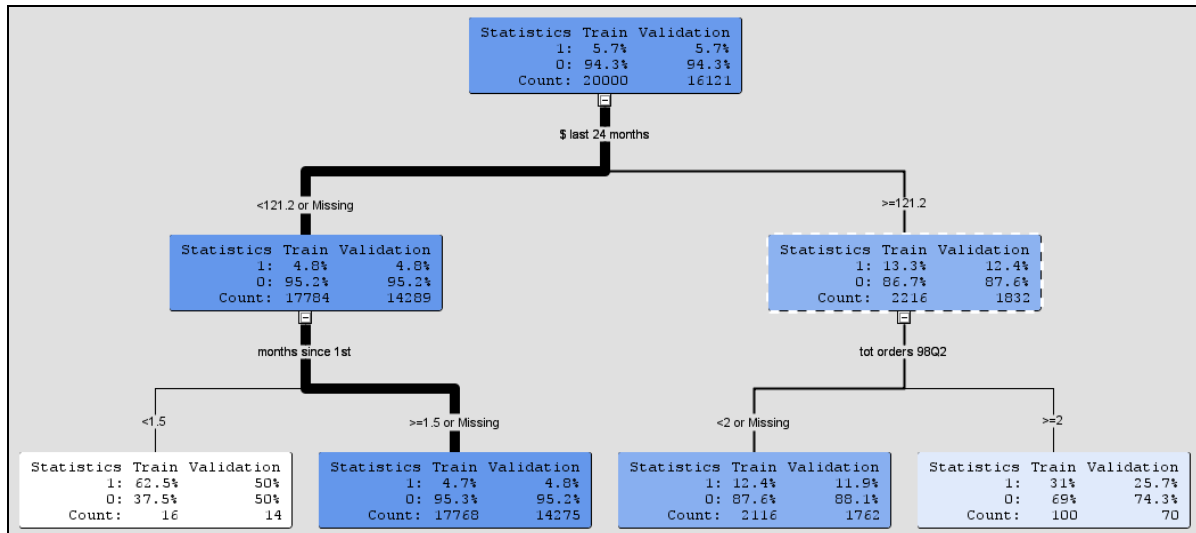 Statistics Train Validation
1: 5.7% 5.7%
0: 94.3% 94.3%
Count: 20000 16121
$ last 24 months
<121.2 or Missing
>=121.2
Statistics Train Validation
1: 4.8% 4.8%
0: 95.2% 95.2%
Count: 17784 14289
Statistics Train Validation
1: 13.3% 12.4%
0: 86.7% 87.6%
Count: 2216 1832
months since 1st
tot orders 98Q2
<1.5
>=1.5 or Missing
<2 or Missing
>=2
Statistics Train Validation
1: 62.5% 50%
0: 37.5% 50%
Count: 16 14
Statistics Train Validation
1: 4.7% 4.8%
0: 95.3% 95.2%
Count: 17768 14275
Statistics Train Validation
1: 12.4% 11.9%
0: 87.6% 88.1%
Count: 2116 1762
Statistics Train Validation
1: 31% 25.7%
0: 69% 74.3%
Count: 100 70